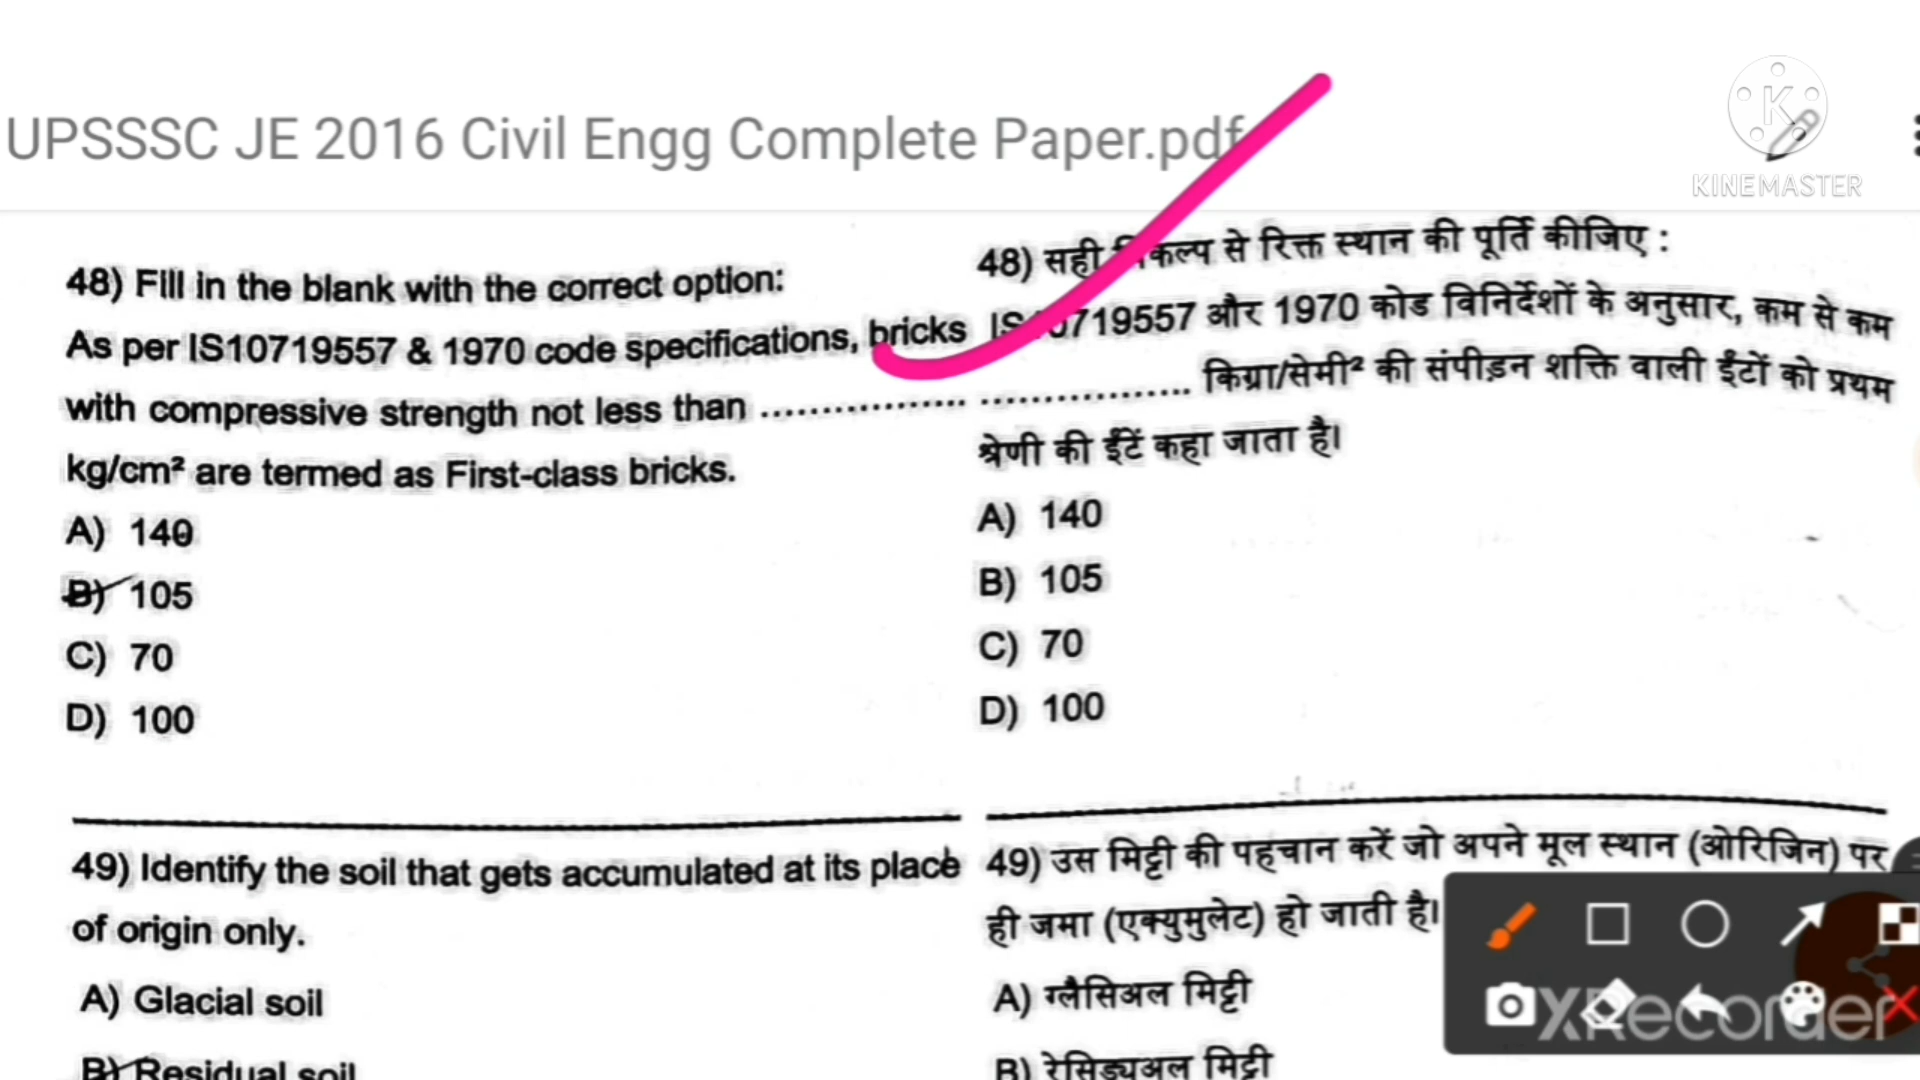 UPSSSC JE 2016 Civil Engg Complete Paper.pdf
KINEMASTER
48) Fill in the blank with the correct option:
As per IS10719557 & 1970 code specifications, bricks
with compressive strength not less than ..................
kg/cm² are termed as First-class bricks.
A) 140
B) 105
C) 70
D) 100
49) Identify the soil that gets accumulated at its place
of origin only.
A) Glacial soil
B) Residual soil
48) सही विकल्प से रिक्त स्थान की पूर्ति कीजिए :
IS10719557 और 1970 कोड विनिर्देशों के अनुसार, कम से कम
.................. किग्रा/सेमी² की संपीड़न शक्ति वाली ईंटों को प्रथम
श्रेणी की ईंटें कहा जाता है।
A) 140
B) 105
C) 70
D) 100
49) उस मिट्टी की पहचान करें जो अपने मूल स्थान (ओरिजिन) पर
ही जमा (एक्युमुलेट) हो जाती है।
A) ग्लैसिअल मिट्टी
B) रेसिड्यूअल मिट्टी
XRecorder